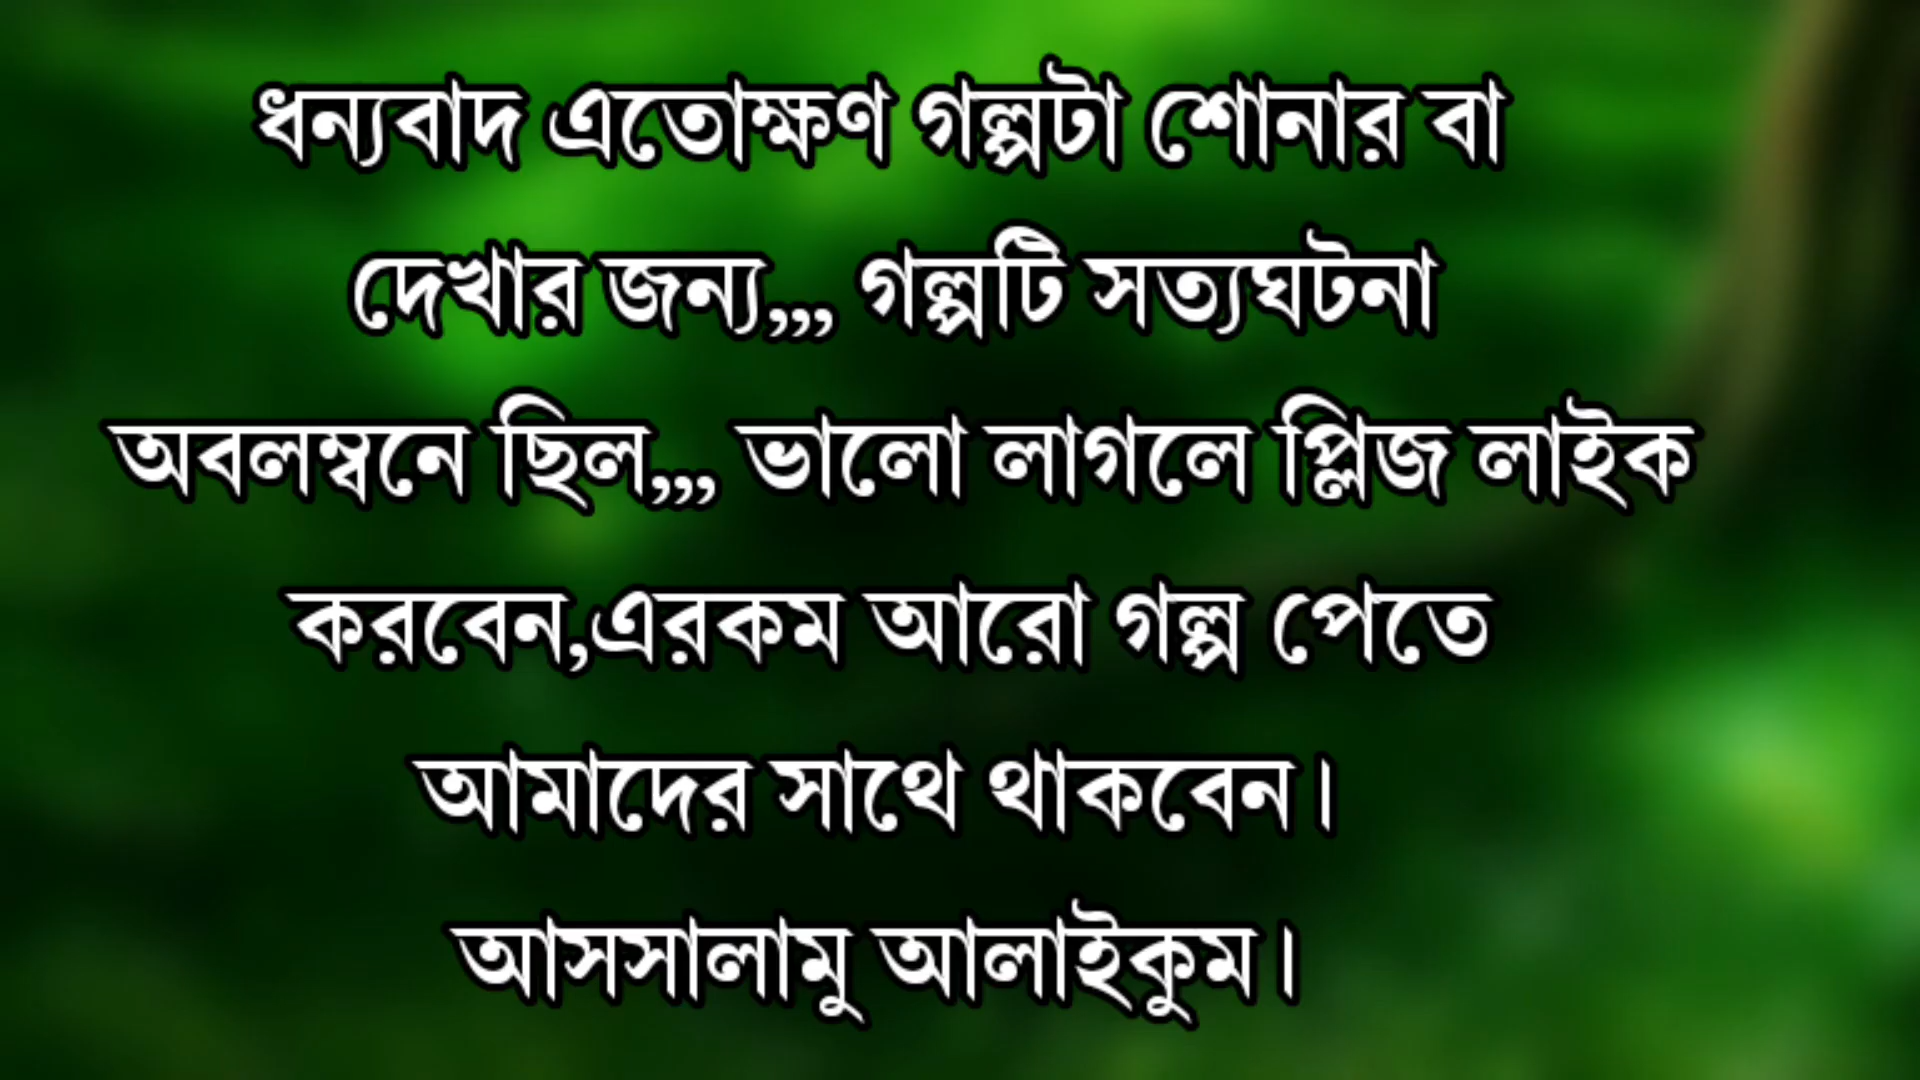 ধন্যবাদ এতোক্ষণ গল্পটা শোনার বা
দেখার জন্য,,, গল্পটি সত্যঘটনা
অবলম্বনে ছিল,,, ভালো লাগলে প্লিজ লাইক
করবেন,এরকম আরো গল্প পেতে
আমাদের সাথে থাকবেন।
আসসালামু আলাইকুম।